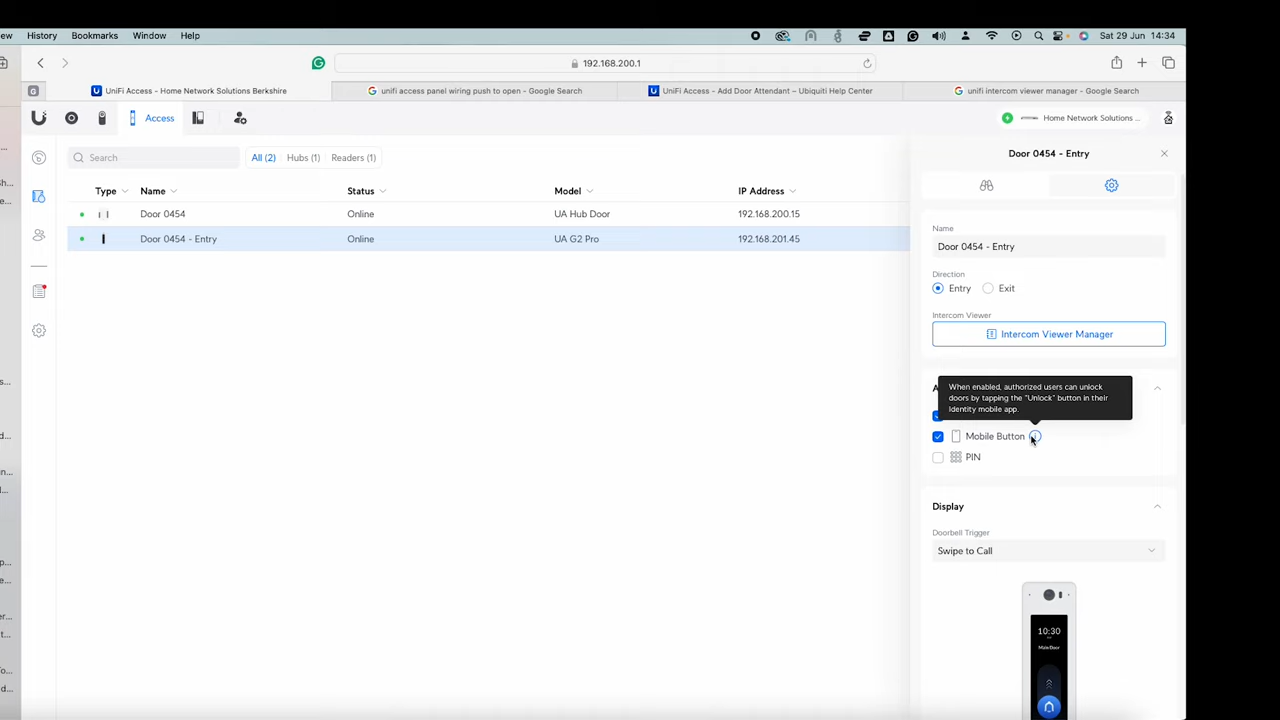 ew History Bookmarks Window Help Sat 29 Jun 14:34
192.168.200.1
UniFi Access - Home Network Solutions Berkshire
unifi access panel wiring push to open - Google Search
UniFi Access - Add Door Attendant – Ubiquiti Help Center
unifi intercom viewer manager - Google Search
Access
Home Network Solutions ...
Search
All (2) Hubs (1) Readers (1)
Type Name Status Model IP Address
Door 0454 Online UA Hub Door 192.168.200.15
Door 0454 - Entry Online UA G2 Pro 192.168.201.45
Door 0454 - Entry
Name
Door 0454 - Entry
Direction
Entry Exit
Intercom Viewer
Intercom Viewer Manager
When enabled, authorized users can unlock
doors by tapping the "Unlock" button in their
Identity mobile app.
Mobile Button
PIN
Display
Doorbell Trigger
Swipe to Call
10:30
Main Door